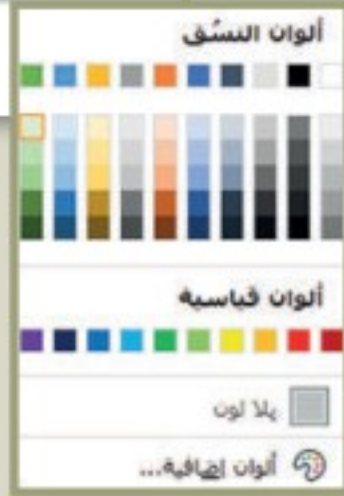 ألوان النسُق
ألوان قياسية
بلا لون
ألوان إضافية...